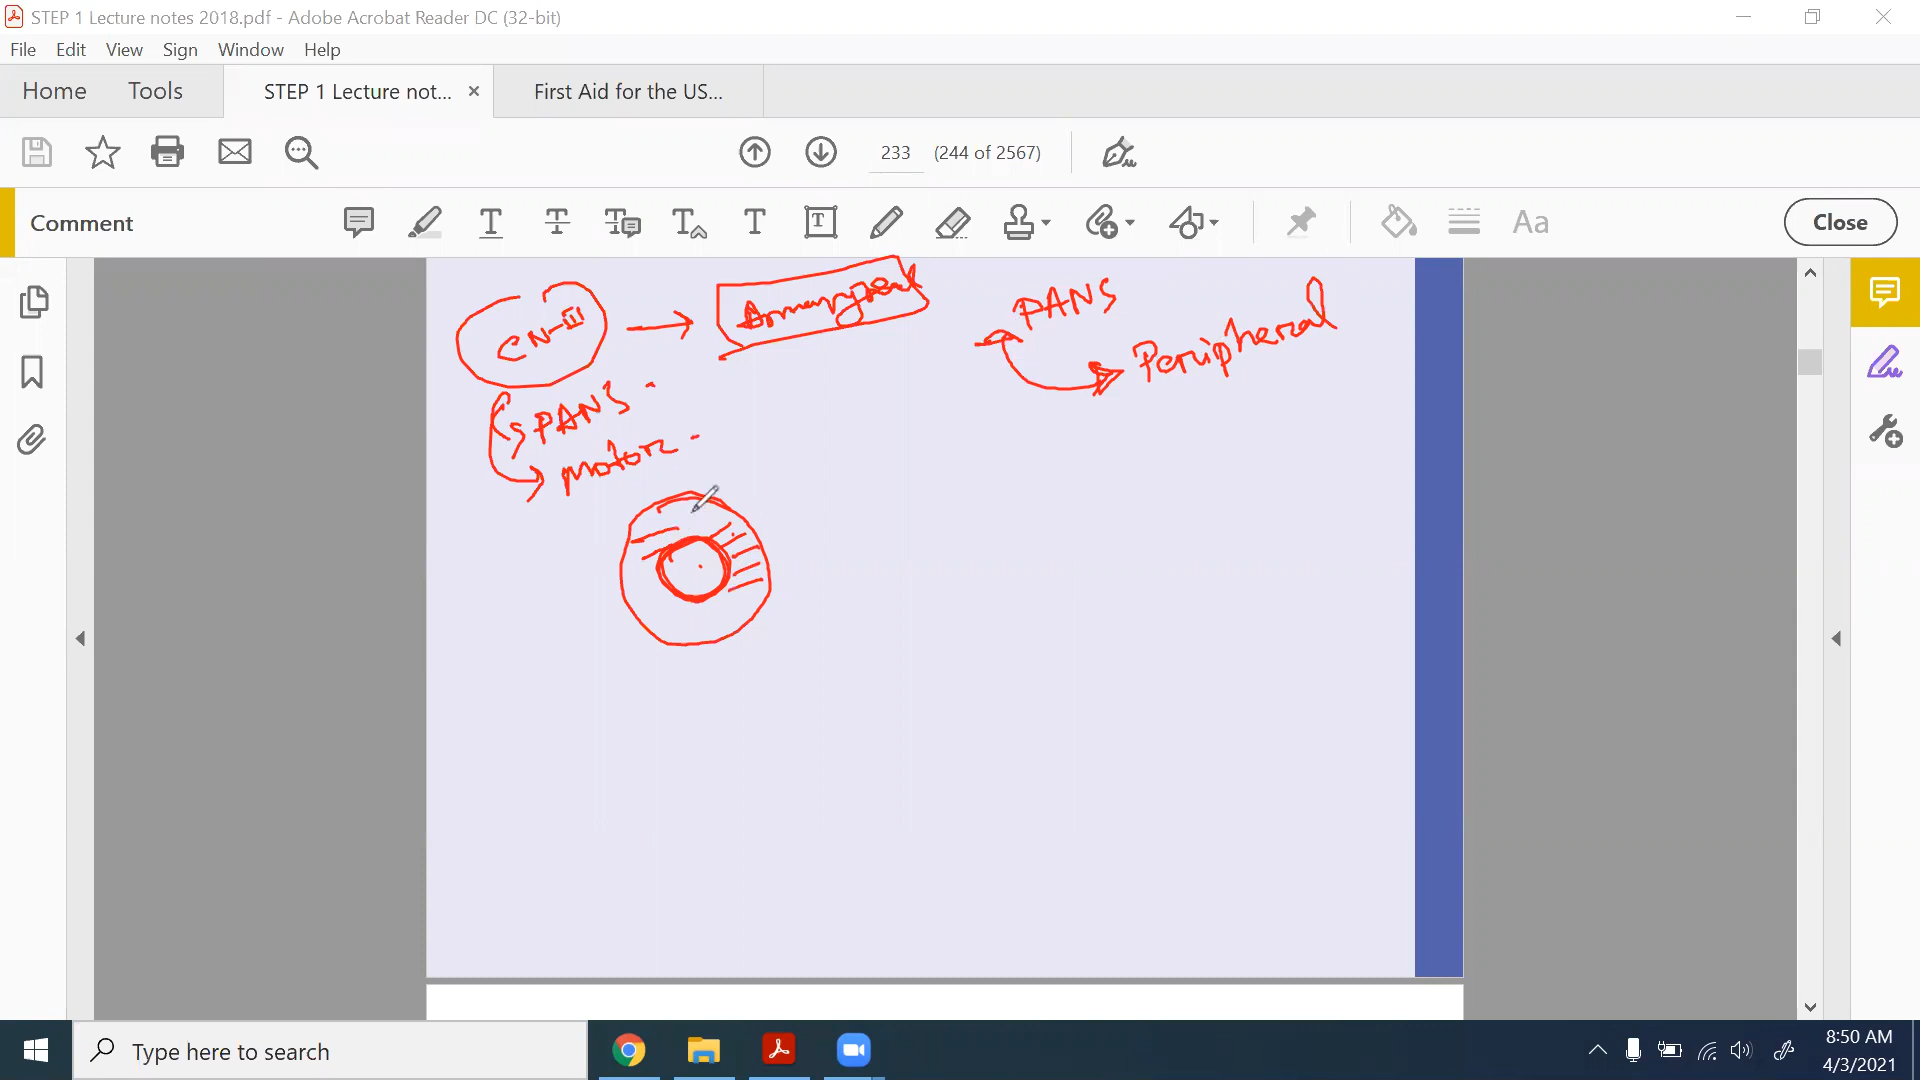 STEP 1 Lecture notes 2018.pdf - Adobe Acrobat Reader DC (32-bit)
File Edit View Sign Window Help
Home Tools STEP 1 Lecture not... × First Aid for the US...
233 (244 of 2567)
Comment Aa Close
CN-III
PANS
Peripheral
PANS
motor
Type here to search
8:50 AM
4/3/2021